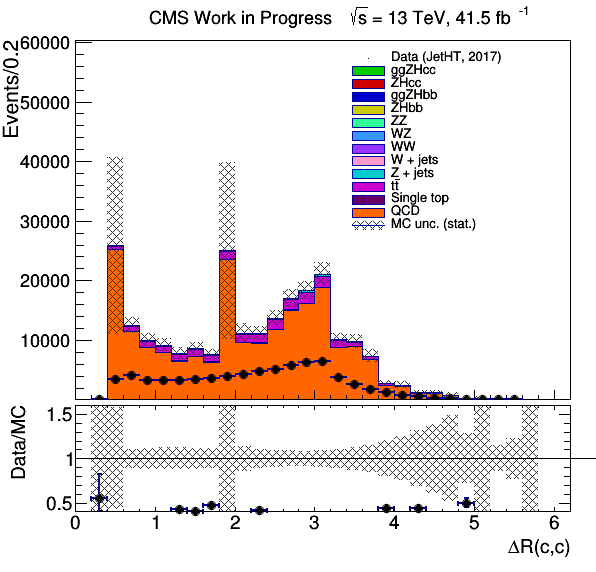 CMS Work in Progress √s = 13 TeV, 41.5 fb⁻¹
Events/0.2
60000
50000
40000
30000
20000
10000
Data (JetHT, 2017)
ggZHcc
ZHcc
ggZHbb
ZHbb
ZZ
WZ
WW
W + jets
Z + jets
tt̄
Single top
QCD
MC unc. (stat.)
Data/MC
1.5
1
0.5
0 1 2 3 4 5 6
ΔR(c,c)